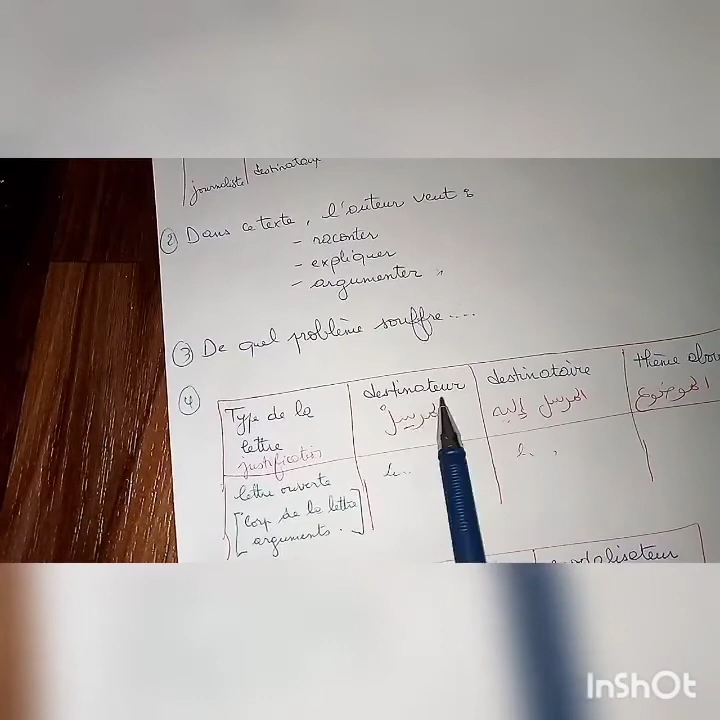 journaliste destinataire
② Dans ce texte, l'auteur veut :
- raconter
- expliquer
- argumenter,
③ De quel problème souffre....
④
Type de la lettre
justification
destinateur
المرسل
destinataire
المرسل إليه
thème
الموضوع
lettre ouverte
[Corp de la lettre
arguments.]
L...
L. .
InShOt